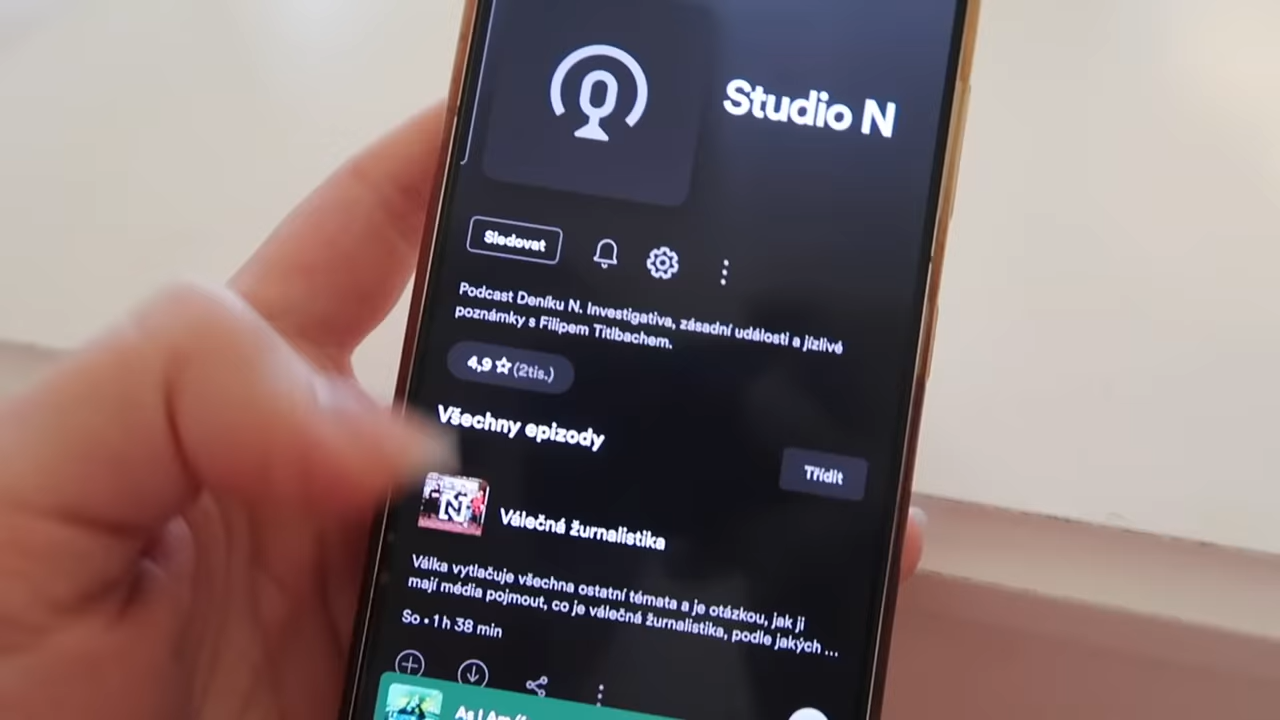 Studio N
Sledovat
Podcast Deníku N. Investigativa, zásadní události a jízlivé
poznámky s Filipem Titlbachem.
4,9 (2tis.)
Všechny epizody
Třídit
N
Válečná žurnalistika
Válka vytlačuje všechna ostatní témata a je otázkou, jak ji
mají média pojmout, co je válečná žurnalistika, podle jakých ...
So • 1 h 38 min
As I Am